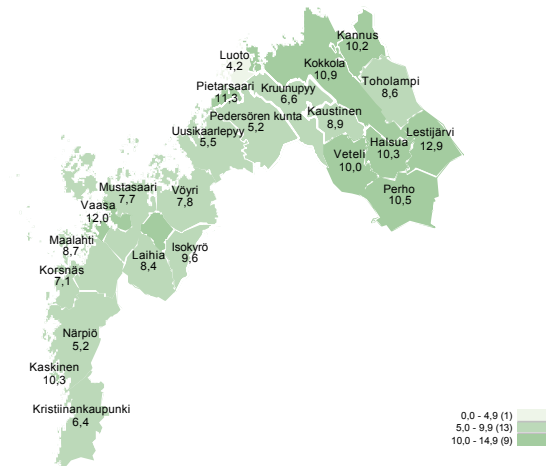 Kannus
10,2
Luoto
4,2
Kokkola
10,9
Pietarsaari
11,3
Kruunupyy
6,6
Toholampi
8,6
Pedersören kunta
5,2
Kaustinen
8,9
Uusikaarlepyy
5,5
Lestijärvi
12,9
Halsua
10,3
Veteli
10,0
Perho
10,5
Mustasaari
7,7
Vöyri
7,8
Vaasa
12,0
Maalahti
8,7
Isokyrö
9,6
Laihia
8,4
Korsnäs
7,1
Närpiö
5,2
Kaskinen
10,3
Kristiinankaupunki
6,4
0,0 - 4,9 (1)
5,0 - 9,9 (13)
10,0 - 14,9 (9)